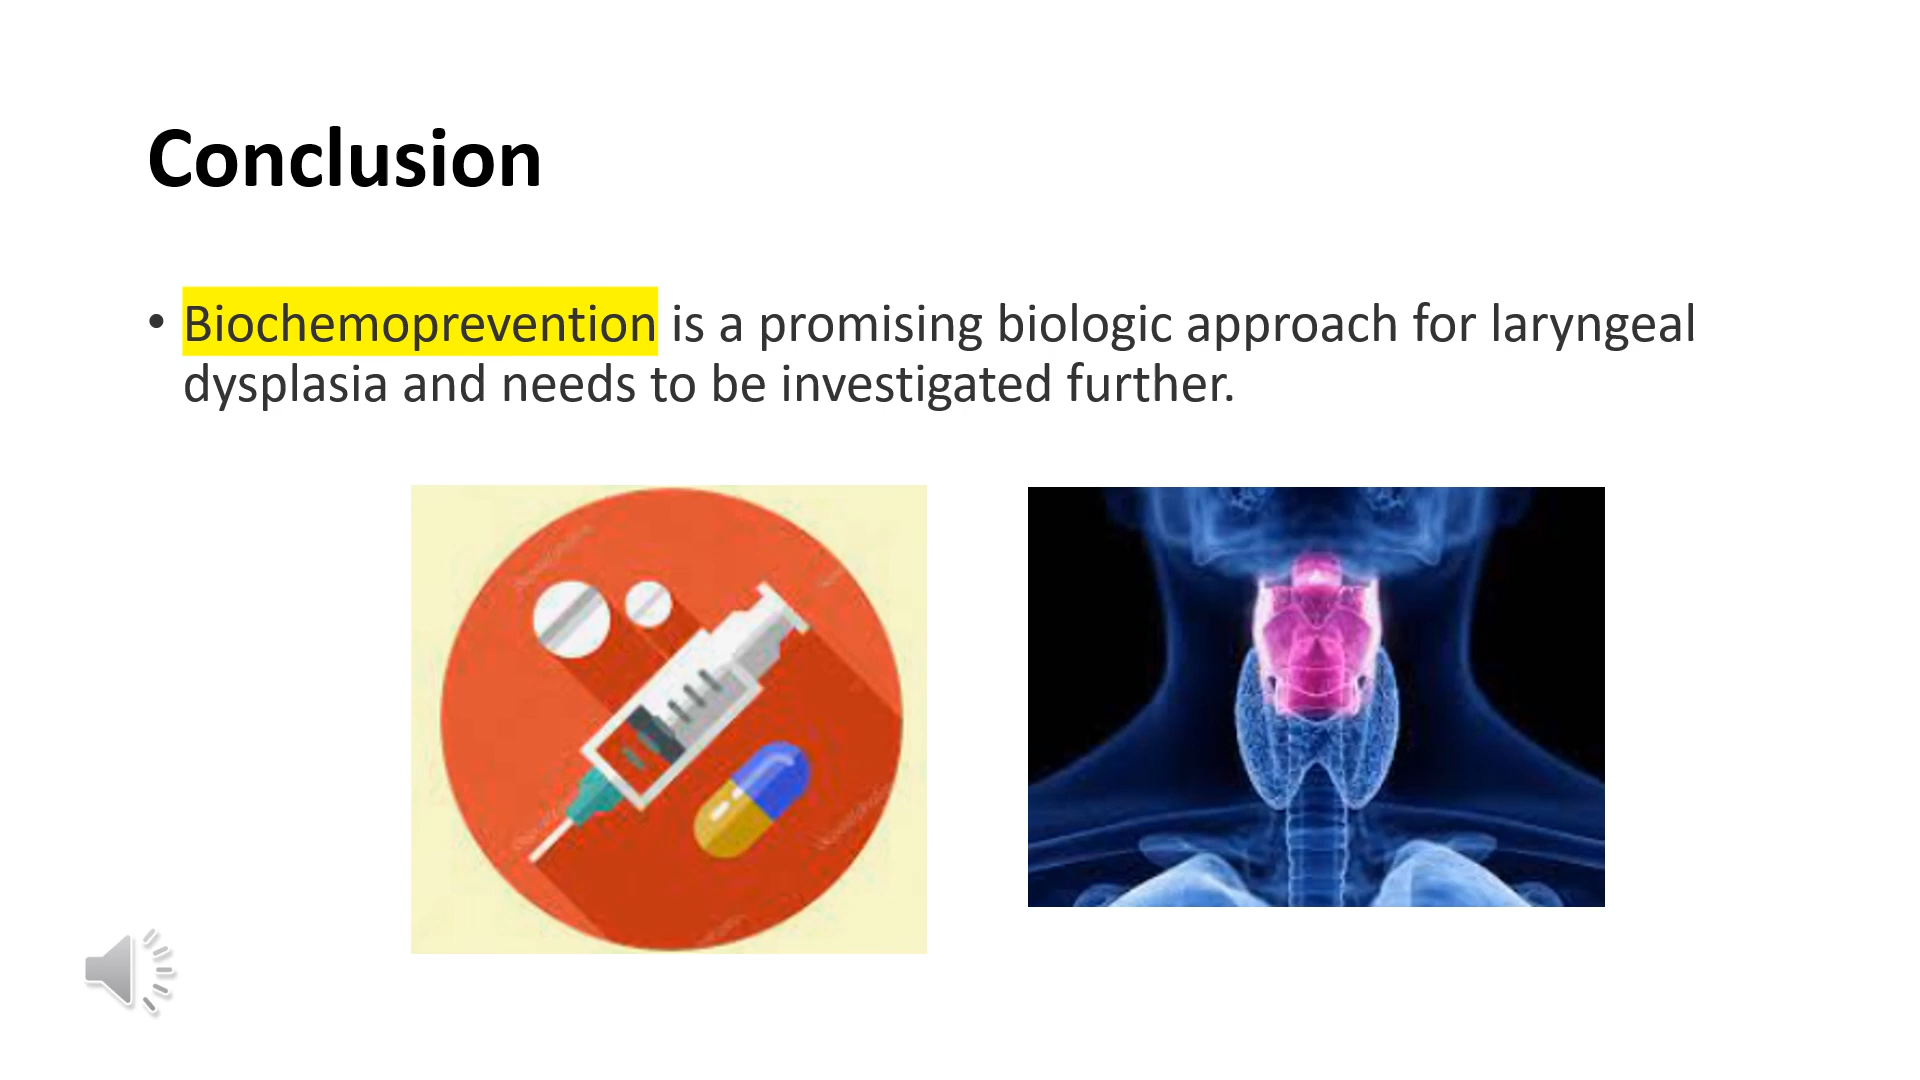 Conclusion
• Biochemoprevention is a promising biologic approach for laryngeal
dysplasia and needs to be investigated further.